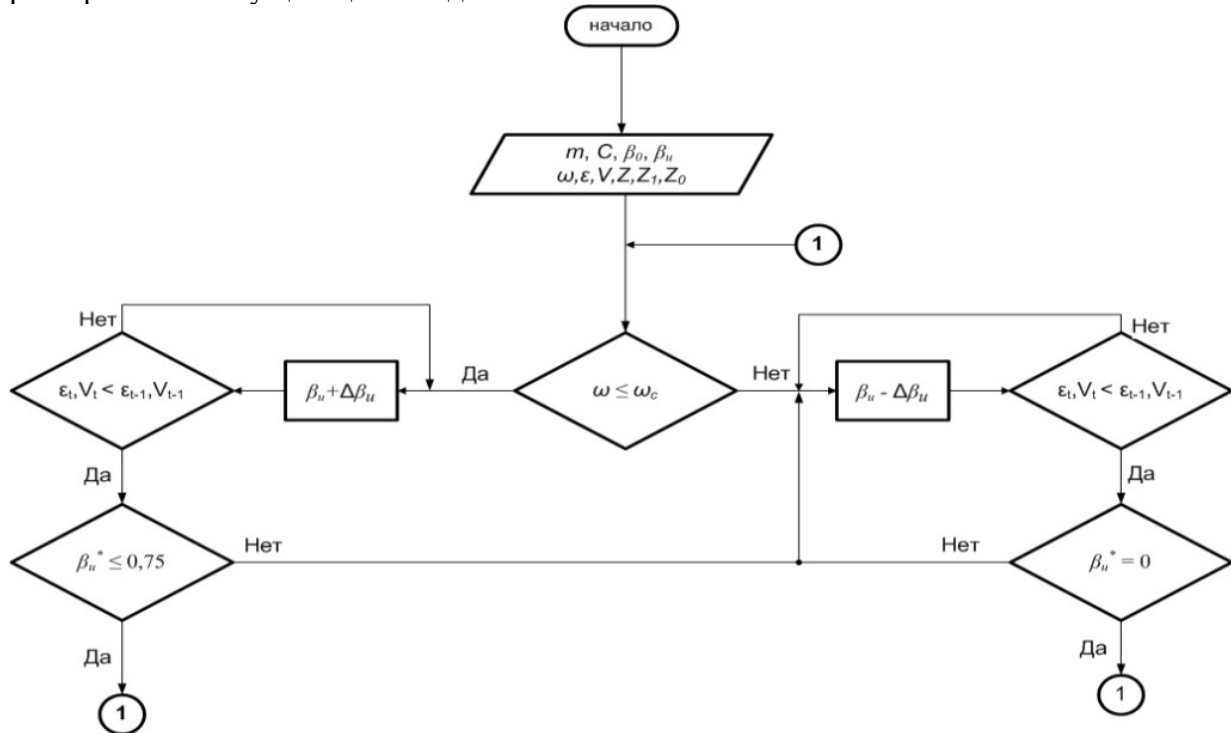 начало
m, C, β₀, βᵤ
ω,ε,V,Z,Z₁,Z₀
1
Нет
Да
Нет
Нет
εₜ,Vₜ < εₜ₋₁,Vₜ₋₁
βᵤ+Δβᵤ
ω ≤ ω_c
βᵤ - Δβᵤ
εₜ,Vₜ < εₜ₋₁,Vₜ₋₁
Да
Да
βᵤ* ≤ 0,75
Нет
Нет
βᵤ* = 0
Да
Да
1
1